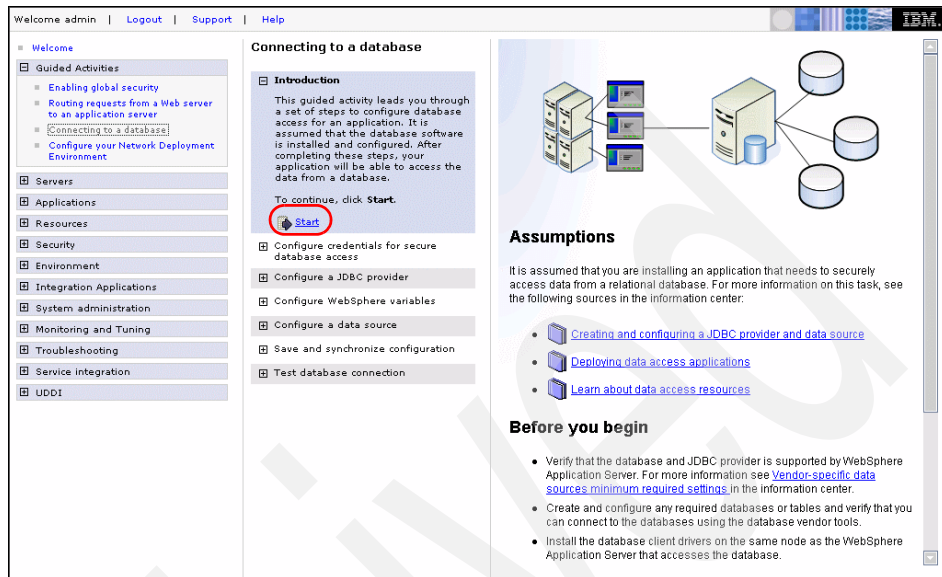 Welcome admin | Logout | Support | Help
IBM.
Welcome
Guided Activities
Enabling global security
Routing requests from a Web server
to an application server
Connecting to a database
Configure your Network Deployment
Environment
Servers
Applications
Resources
Security
Environment
Integration Applications
System administration
Monitoring and Tuning
Troubleshooting
Service integration
UDDI
Connecting to a database
Introduction
This guided activity leads you through
a set of steps to configure database
access for an application. It is
assumed that the database software
is installed and configured. After
completing these steps, your
application will be able to access the
data from a database.
To continue, click Start.
Start
Configure credentials for secure
database access
Configure a JDBC provider
Configure WebSphere variables
Configure a data source
Save and synchronize configuration
Test database connection
Assumptions
It is assumed that you are installing an application that needs to securely
access data from a relational database. For more information on this task, see
the following sources in the information center:
Creating and configuring a JDBC provider and data source
Deploying data access applications
Learn about data access resources
Before you begin
Verify that the database and JDBC provider is supported by WebSphere
Application Server. For more information see Vendor-specific data
sources minimum required settings in the information center.
Create and configure any required databases or tables and verify that you
can connect to the databases using the database vendor tools.
Install the database client drivers on the same node as the WebSphere
Application Server that accesses the database.